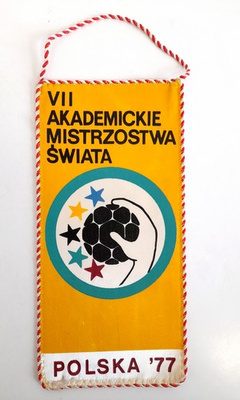 VII
AKADEMICKIE
MISTRZOSTWA
ŚWIATA
POLSKA '77